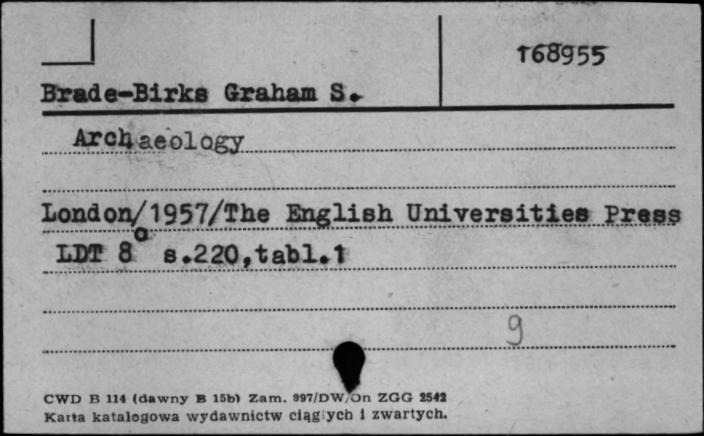 168955
Brade-Birks Graham S.
Archaeology
London/1957/The English Universities Press
LDT 8° s.220,tabl.1
9
CWD B 114 (dawny B 15b) Zam. 997/DW/On ZGG 2542
Karta katalogowa wydawnictw ciągłych i zwartych.